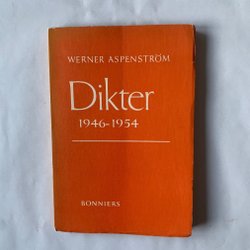 WERNER ASPENSTRÖM
Dikter
1946-1954
BONNIERS